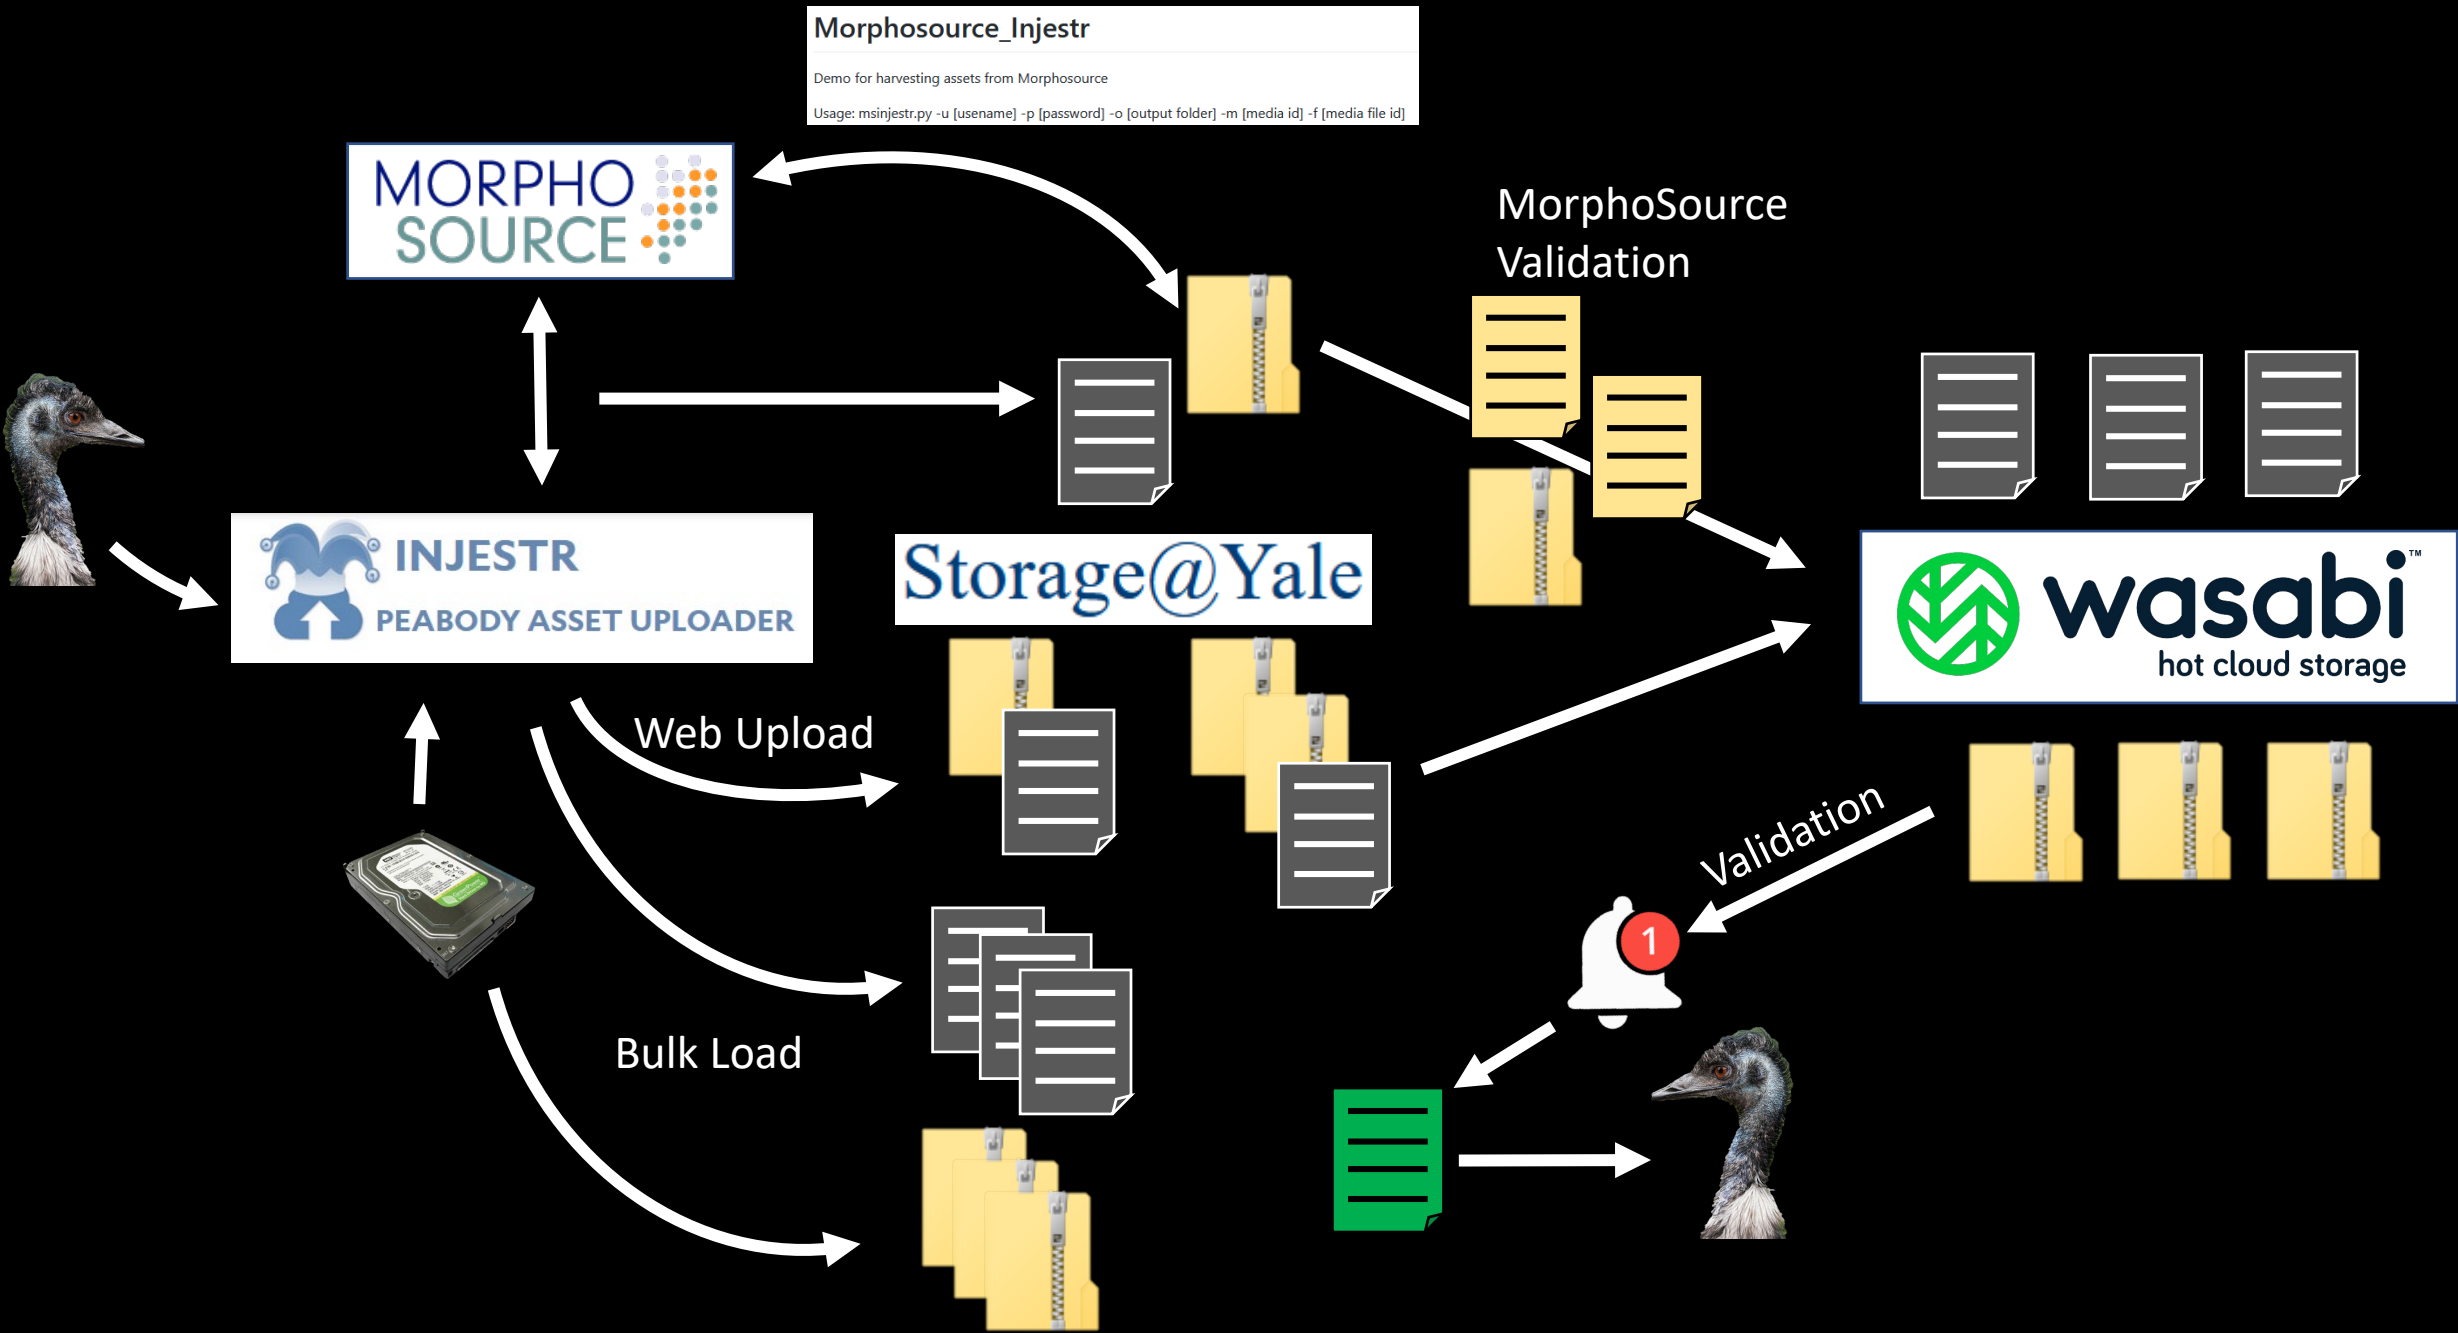 Morphosource_Injestr
Demo for harvesting assets from Morphosource
Usage: msinjestr.py -u [usename] -p [password] -o [output folder] -m [media id] -f [media file id]
MORPHO
SOURCE
MorphoSource
Validation
INJESTR
PEABODY ASSET UPLOADER
Storage@Yale
wasabi™
hot cloud storage
Web Upload
Validation
1
Bulk Load